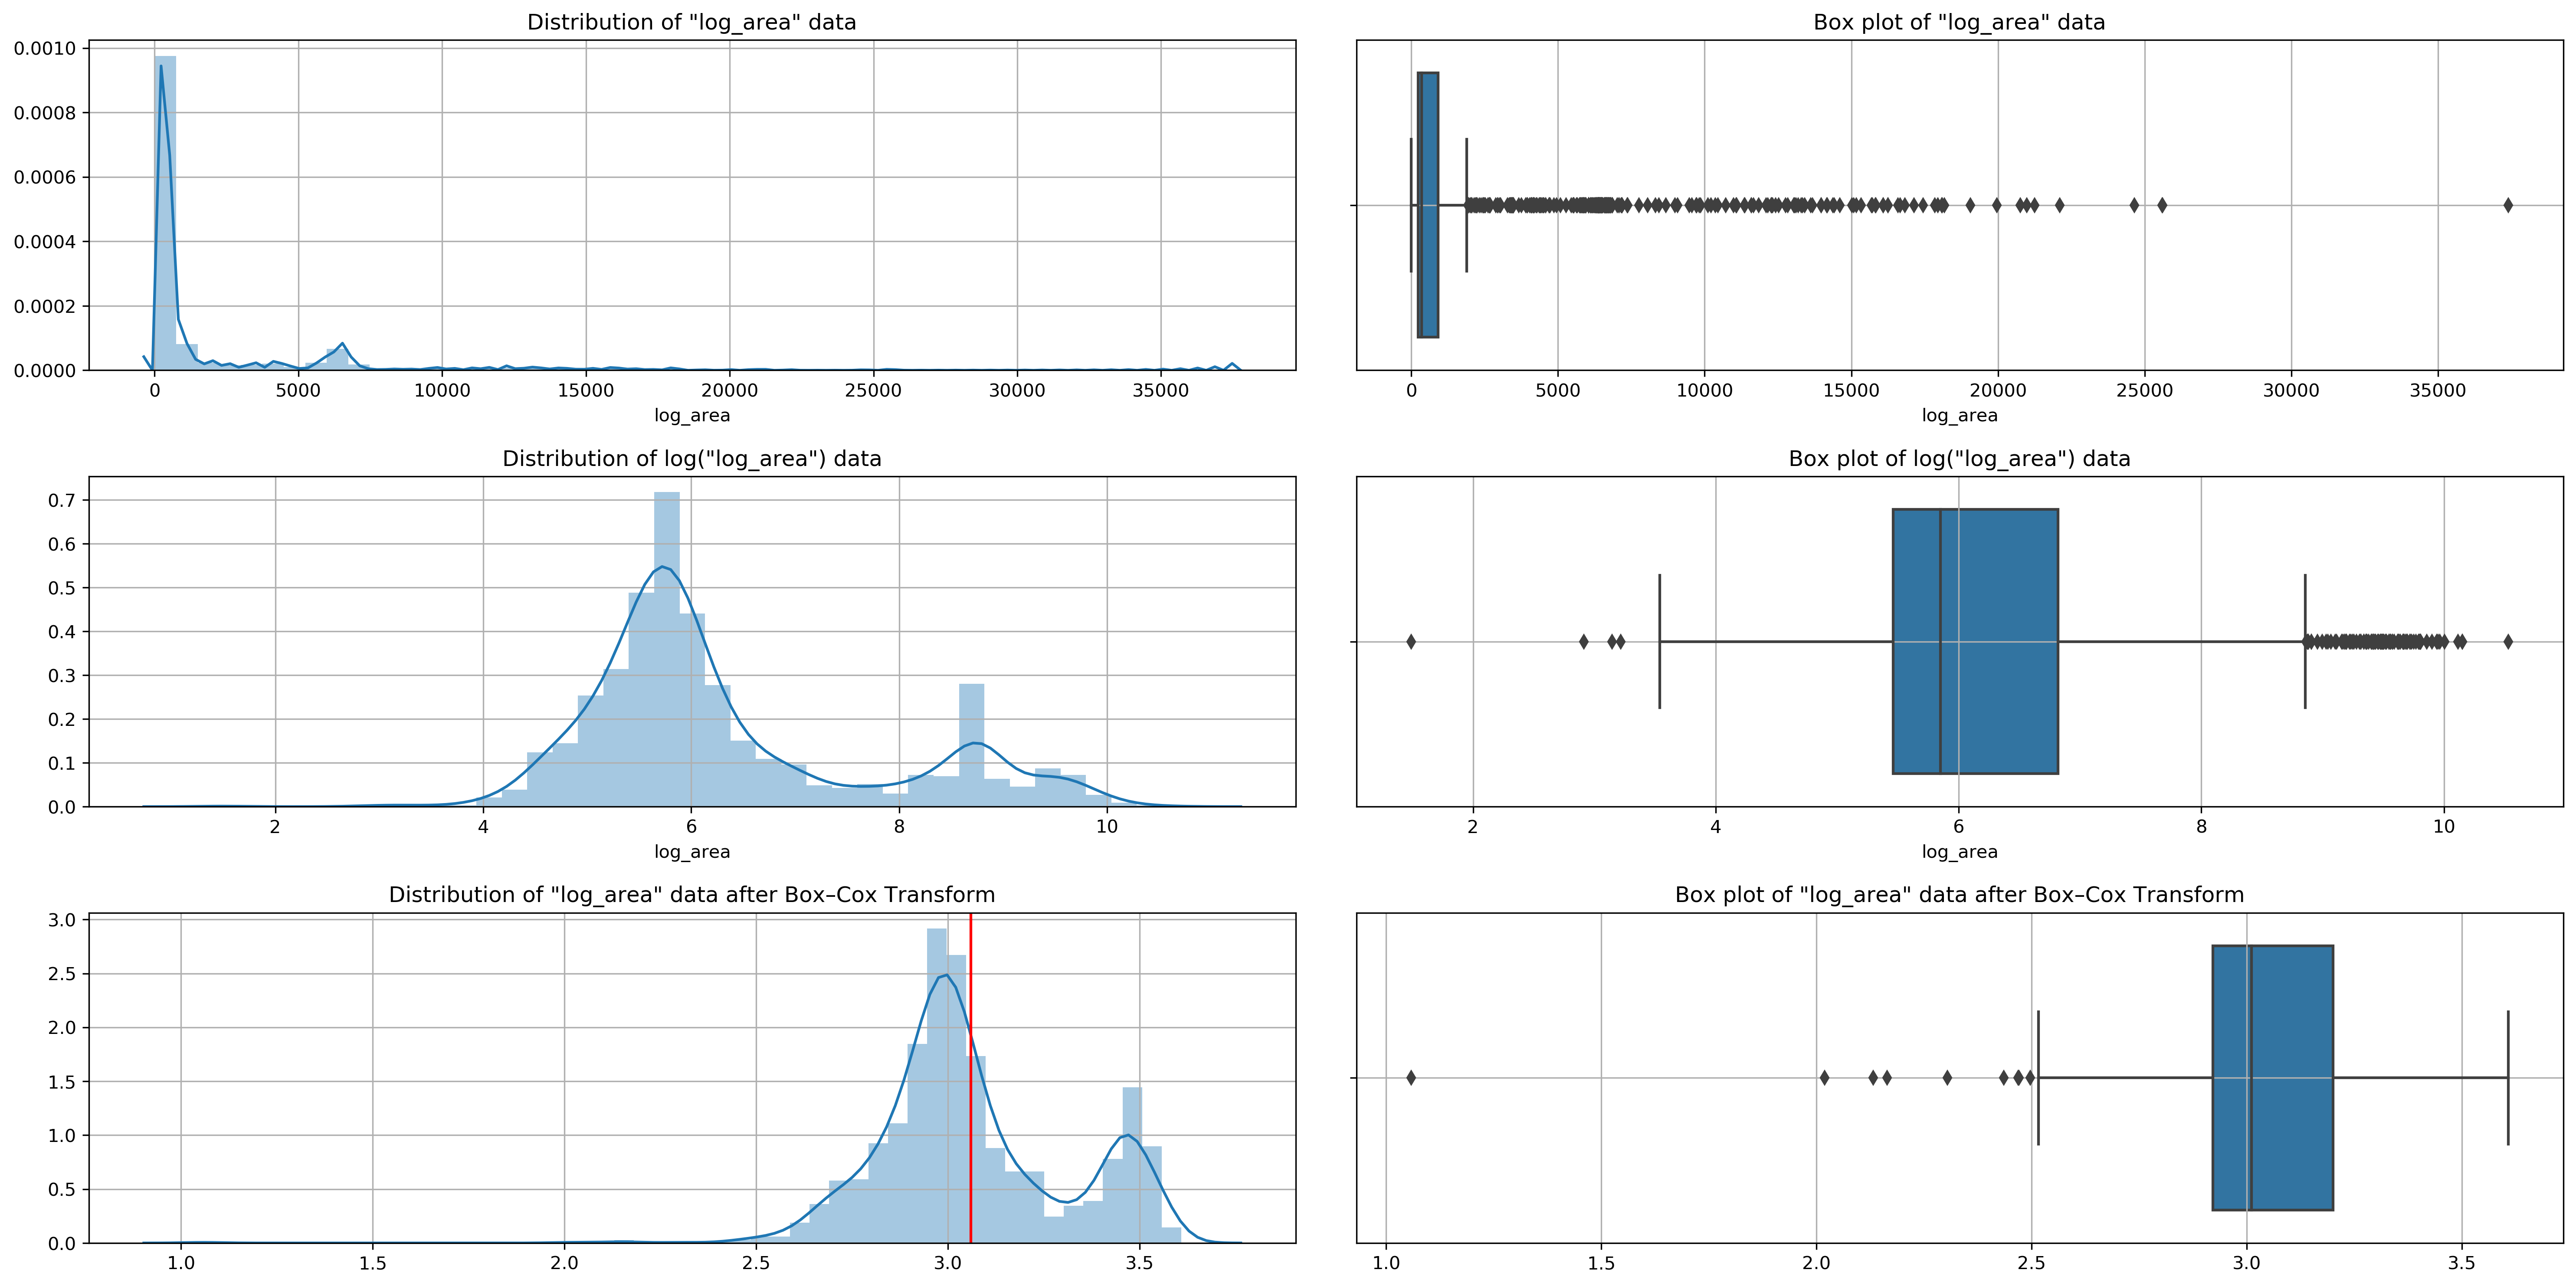 Distribution of "log_area" data
0.0010
0.0008
0.0006
0.0004
0.0002
0.0000
0 5000 10000 15000 20000 25000 30000 35000
log_area
Box plot of "log_area" data
0 5000 10000 15000 20000 25000 30000 35000
log_area
Distribution of log("log_area") data
0.7
0.6
0.5
0.4
0.3
0.2
0.1
0.0
2 4 6 8 10
log_area
Box plot of log("log_area") data
2 4 6 8 10
log_area
Distribution of "log_area" data after Box–Cox Transform
3.0
2.5
2.0
1.5
1.0
0.5
0.0
1.0 1.5 2.0 2.5 3.0 3.5
Box plot of "log_area" data after Box–Cox Transform
1.0 1.5 2.0 2.5 3.0 3.5